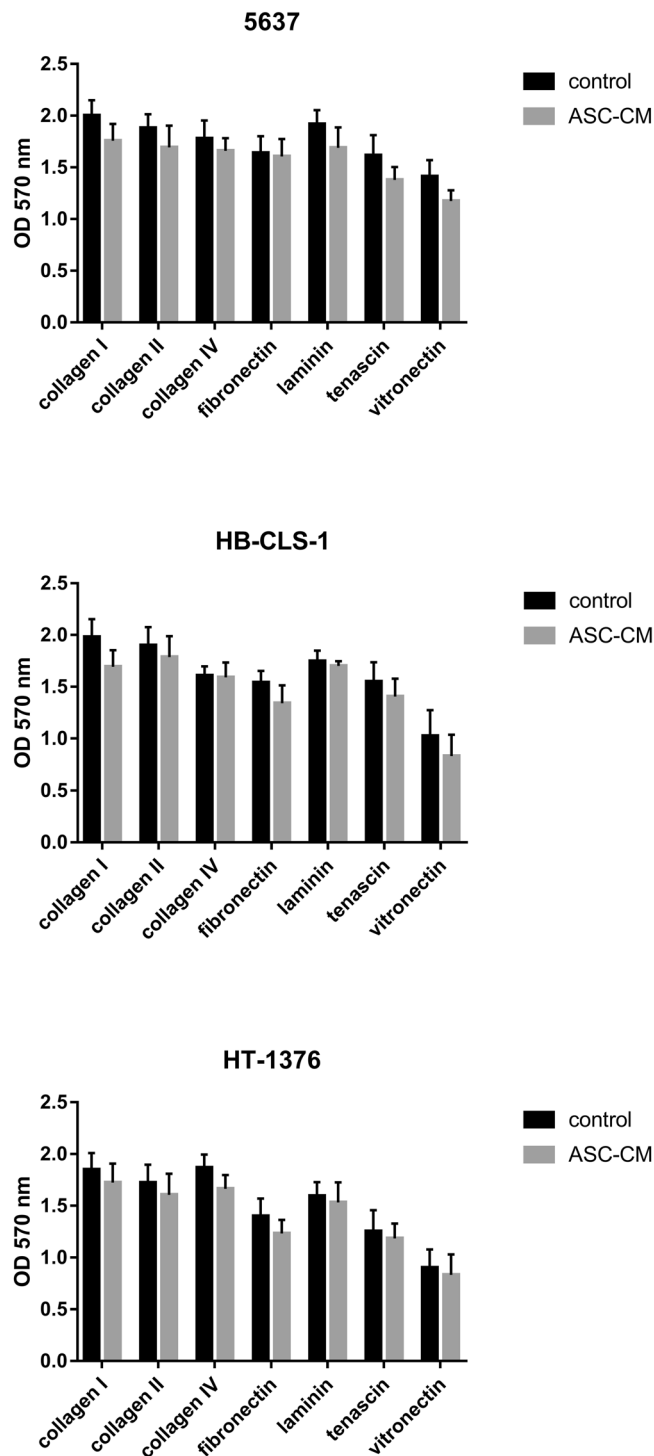 5637
2.5
2.0
1.5
1.0
0.5
0.0
OD 570 nm
collagen I
collagen II
collagen IV
fibronectin
laminin
tenascin
vitronectin
control
ASC-CM
HB-CLS-1
2.5
2.0
1.5
1.0
0.5
0.0
OD 570 nm
collagen I
collagen II
collagen IV
fibronectin
laminin
tenascin
vitronectin
control
ASC-CM
HT-1376
2.5
2.0
1.5
1.0
0.5
0.0
OD 570 nm
collagen I
collagen II
collagen IV
fibronectin
laminin
tenascin
vitronectin
control
ASC-CM